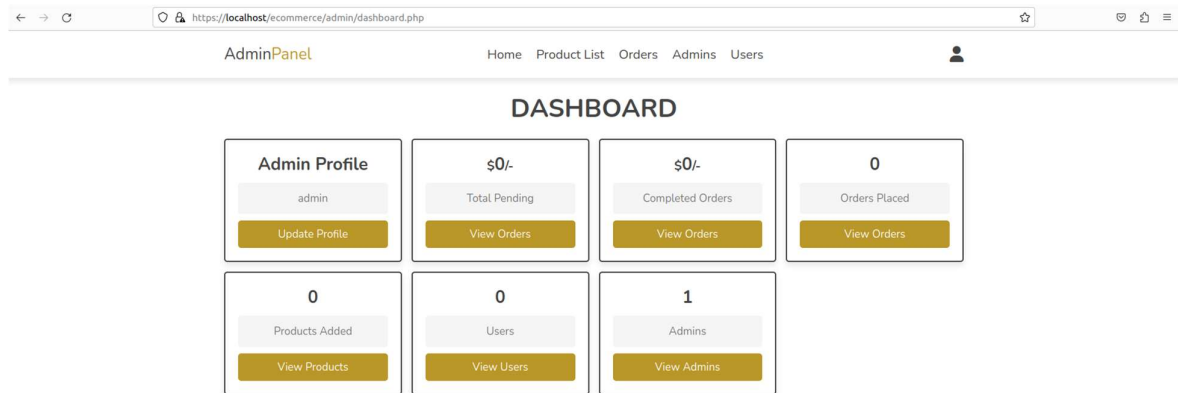 https://localhost/ecommerce/admin/dashboard.php
AdminPanel
Home Product List Orders Admins Users
DASHBOARD
Admin Profile
admin
Update Profile
$0/-
Total Pending
View Orders
$0/-
Completed Orders
View Orders
0
Orders Placed
View Orders
0
Products Added
View Products
0
Users
View Users
1
Admins
View Admins